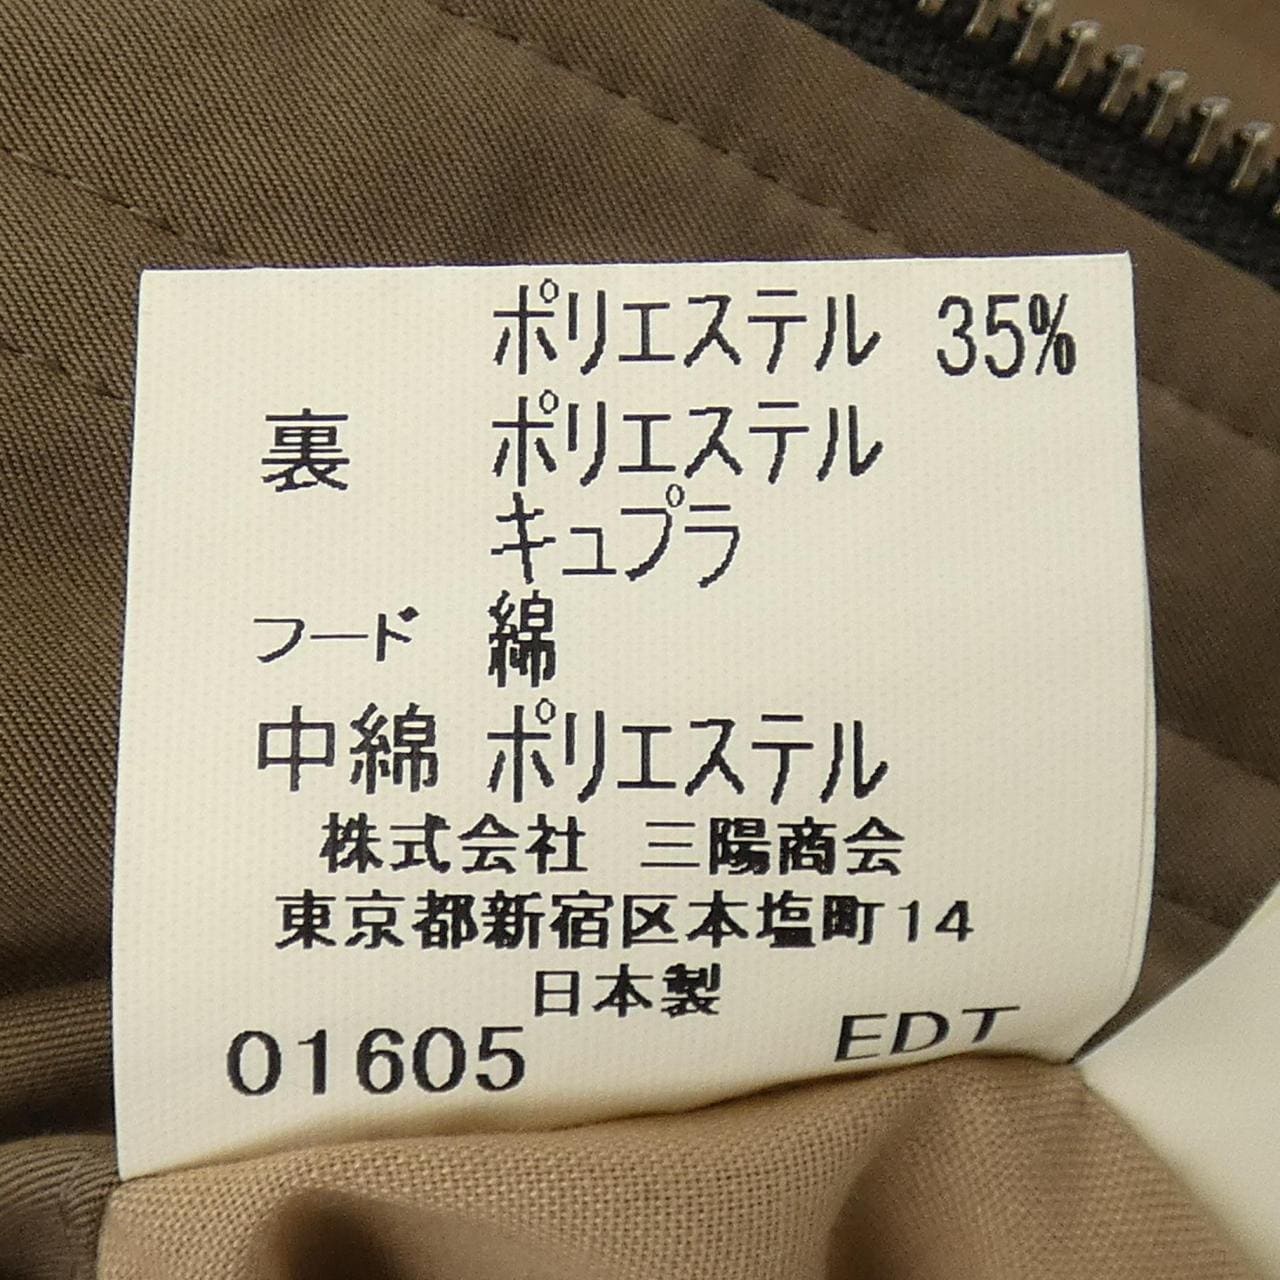 ポリエステル 35%
裏 ポリエステル
キュプラ
フード 綿
中綿 ポリエステル
株式会社 三陽商会
東京都新宿区本塩町14
日本製
01605 EDT